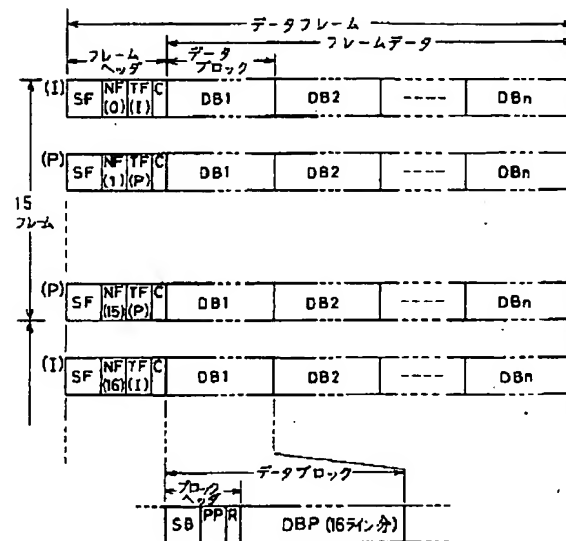 データフレーム
フレームデータ
フレームヘッダ
データブロック
(I) SF NF(0) TF(I) C DB1 DB2 ---- DBn
(P) SF NF(1) TF(P) C DB1 DB2 ---- DBn
15フレーム
(P) SF NF(15) TF(P) C DB1 DB2 ---- DBn
(I) SF NF(16) TF(I) C DB1 DB2 ---- DBn
データブロック
ブロックヘッダ
SB PP R DBP (16ライン分)